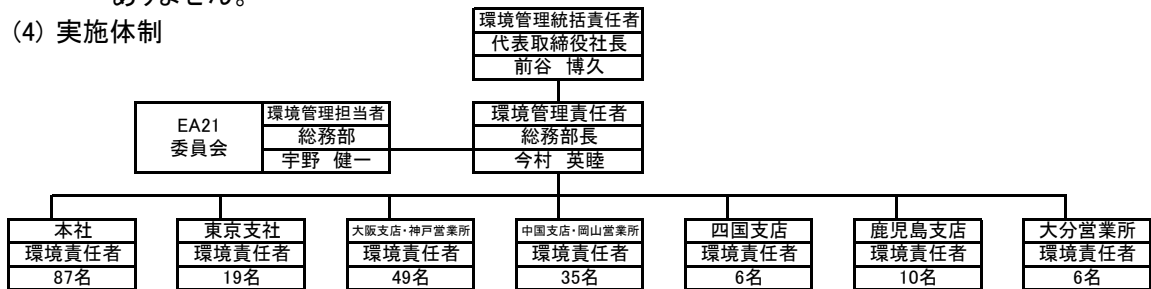 ありません。
(4) 実施体制
環境管理統括責任者
代表取締役社長
前谷 博久
EA21
委員会
環境管理担当者
総務部
宇野 健一
環境管理責任者
総務部長
今村 英睦
本社
環境責任者
87名
東京支社
環境責任者
19名
大阪支店・神戸営業所
環境責任者
49名
中国支店・岡山営業所
環境責任者
35名
四国支店
環境責任者
6名
鹿児島支店
環境責任者
10名
大分営業所
環境責任者
6名